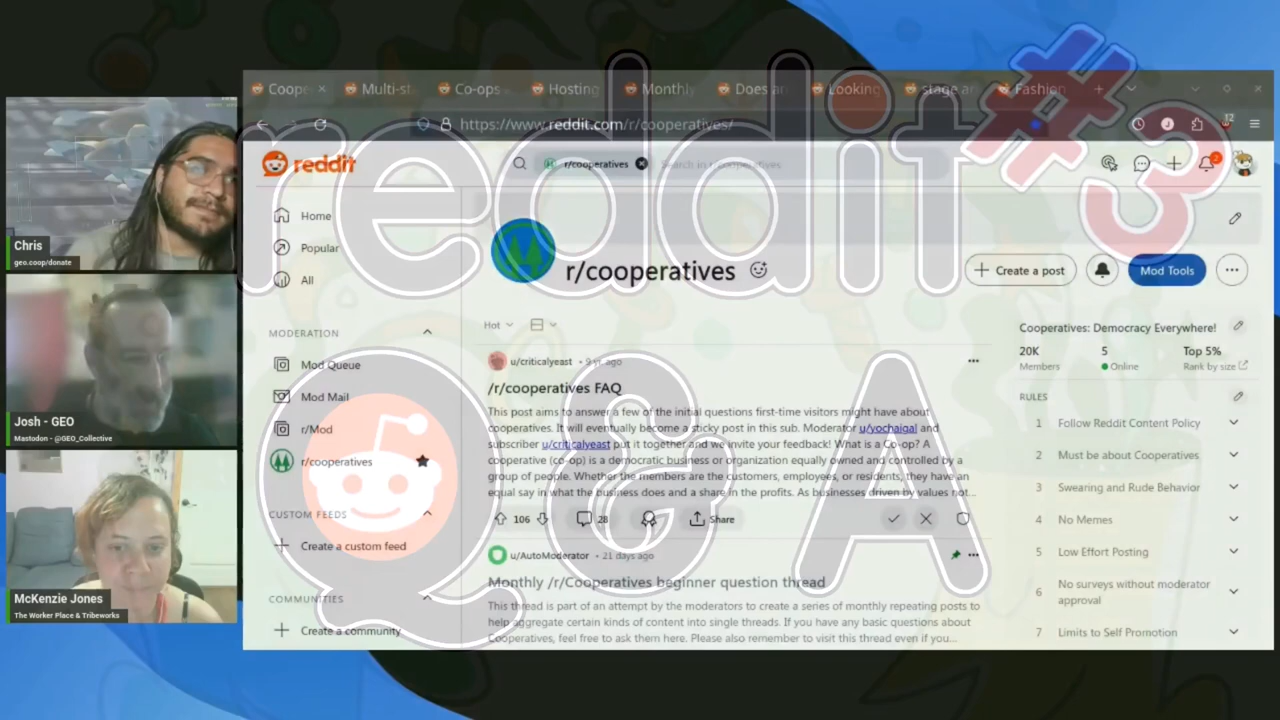 reddit #3
Q & A
Coope
Multi-st
Co-ops
Hosting
Monthly
Does a
Looking
stage ar
Fashion
https://www.reddit.com/r/cooperatives/
12
reddit
r/cooperatives
Search in r/cooperatives
2
Home
Popular
All
MODERATION
Mod Queue
Mod Mail
r/Mod
r/cooperatives
CUSTOM FEEDS
Create a custom feed
COMMUNITIES
Create a community
r/cooperatives
Create a post
Mod Tools
Hot
u/criticalyeast • 9 yr. ago
/r/cooperatives FAQ
This post aims to answer a few of the initial questions first-time visitors might have about
cooperatives. It will eventually become a sticky post in this sub. Moderator u/yochaigal and
subscriber u/criticalyeast put it together and we invite your feedback! What is a Co-op? A
cooperative (co-op) is a democratic business or organization equally owned and controlled by a
group of people. Whether the members are the customers, employees, or residents, they have an
equal say in what the business does and a share in the profits. As businesses driven by values not...
106
28
Share
u/AutoModerator • 21 days ago
Monthly /r/Cooperatives beginner question thread
This thread is part of an attempt by the moderators to create a series of monthly repeating posts to
help aggregate certain kinds of content into single threads. If you have any basic questions about
Cooperatives, feel free to ask them here. Please also remember to visit this thread even if you...
Cooperatives: Democracy Everywhere!
20K 5 Top 5%
Members Online Rank by size
RULES
1 Follow Reddit Content Policy
2 Must be about Cooperatives
3 Swearing and Rude Behavior
4 No Memes
5 Low Effort Posting
6 No surveys without moderator
approval
7 Limits to Self Promotion
Chris
geo.coop/donate
Josh - GEO
Mastodon - @GEO_Collective
McKenzie Jones
The Worker Place & Tribeworks